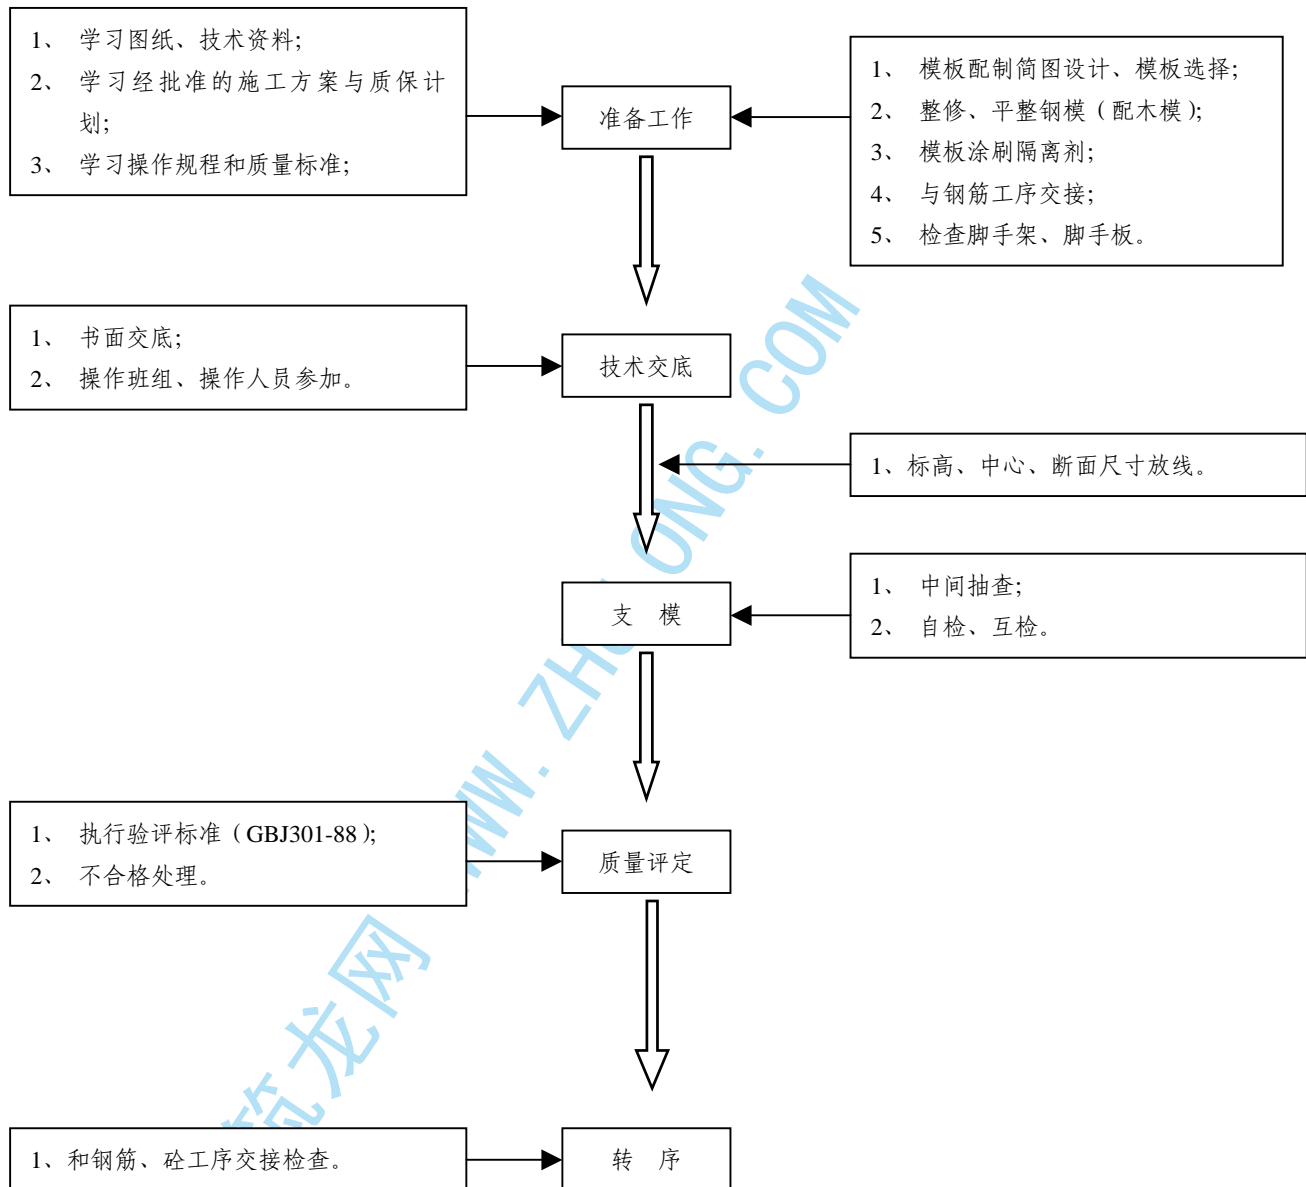 1、 学习图纸、技术资料;
2、 学习经批准的施工方案与质保计
划;
3、 学习操作规程和质量标准;
准备工作
1、 模板配制简图设计、模板选择;
2、 整修、平整钢模（配木模）;
3、 模板涂刷隔离剂;
4、 与钢筋工序交接;
5、 检查脚手架、脚手板。
1、 书面交底;
2、 操作班组、操作人员参加。
技术交底
1、标高、中心、断面尺寸放线。
支 模
1、 中间抽查;
2、 自检、互检。
1、 执行验评标准（GBJ301-88）;
2、 不合格处理。
质量评定
1、和钢筋、砼工序交接检查。
转 序